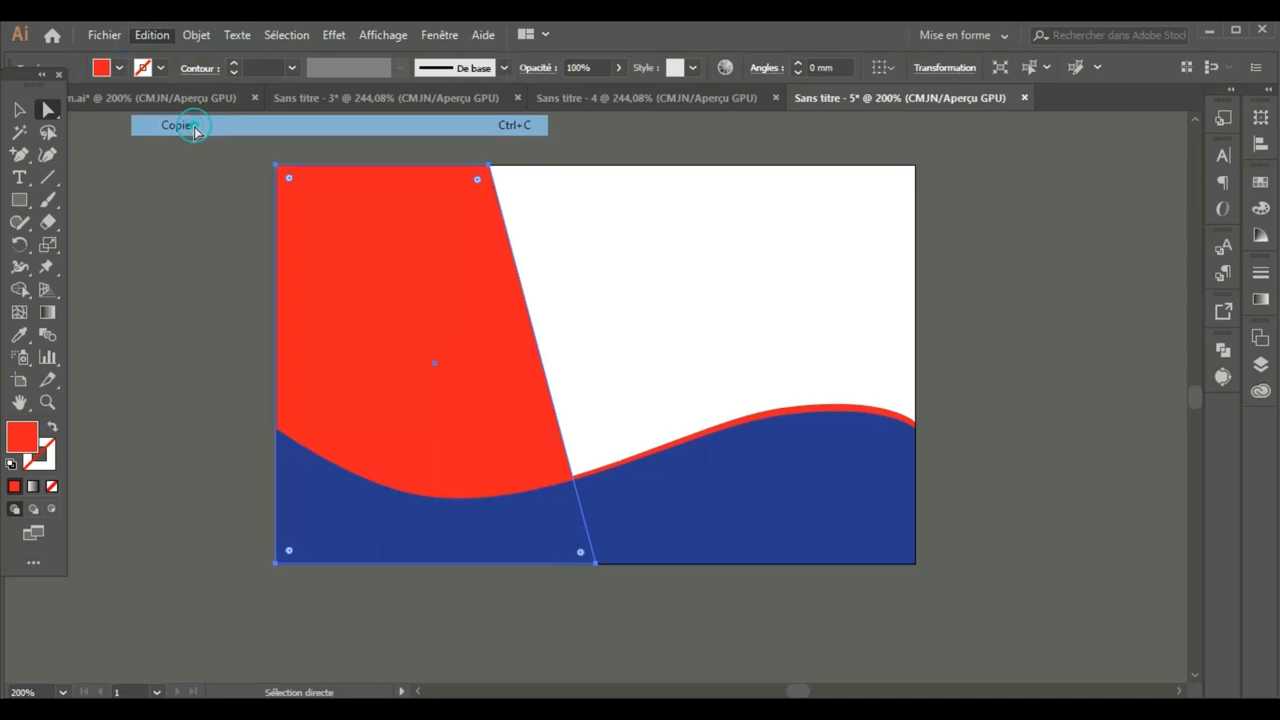 Ai Fichier Edition Objet Texte Sélection Effet Affichage Fenêtre Aide Mise en forme Rechercher dans Adobe Stock
Contour : De base Opacité : 100% Style : Angles : 0 mm Transformation
m.ai* @ 200% (CMJN/Aperçu GPU) Sans titre - 3* @ 244,08% (CMJN/Aperçu GPU) Sans titre - 4 @ 244,08% (CMJN/Aperçu GPU) Sans titre - 5* @ 200% (CMJN/Aperçu GPU)
Copier Ctrl+C
200% 1 Sélection directe